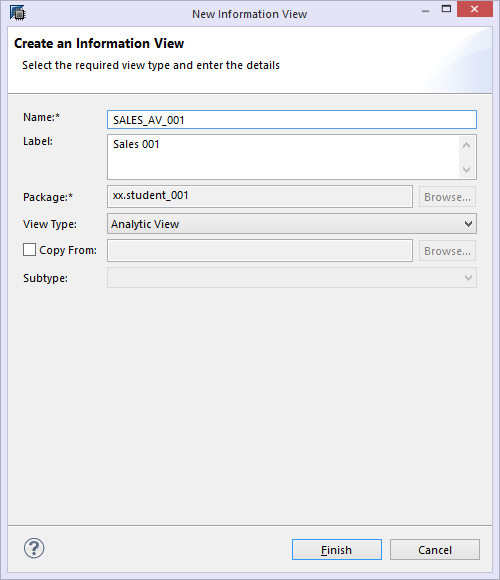 New Information View
Create an Information View
Select the required view type and enter the details
Name:* SALES_AV_001
Label: Sales 001
Package:* xx.student_001 Browse...
View Type: Analytic View
Copy From: Browse...
Subtype:
? Finish Cancel